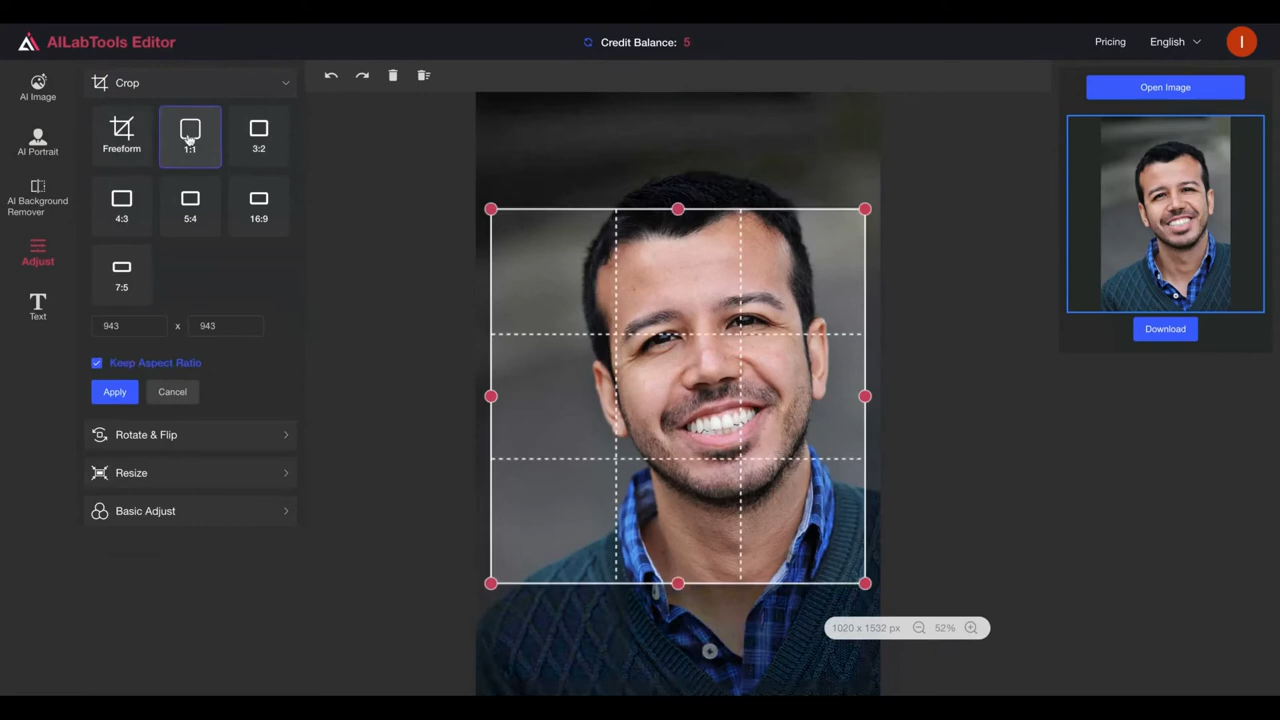 AILabTools Editor
Credit Balance: 5
Pricing
English
I
AI Image
AI Portrait
AI Background
Remover
Adjust
Text
Crop
Freeform
1:1
3:2
4:3
5:4
16:9
7:5
943 x 943
Keep Aspect Ratio
Apply
Cancel
Rotate & Flip
Resize
Basic Adjust
1020 x 1532 px
52%
Open Image
Download